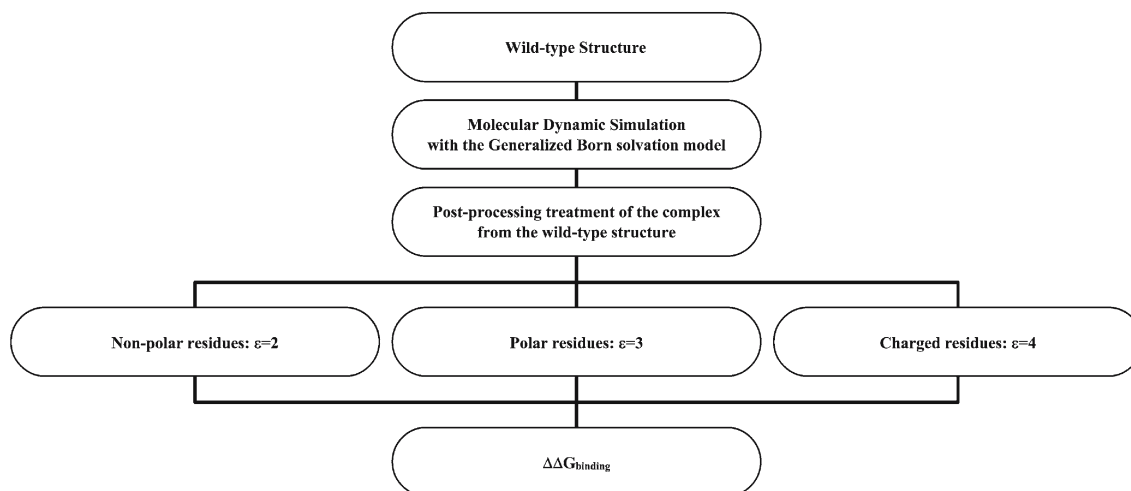 Wild-type Structure
Molecular Dynamic Simulation
with the Generalized Born solvation model
Post-processing treatment of the complex
from the wild-type structure
Non-polar residues: ε=2
Polar residues: ε=3
Charged residues: ε=4
ΔΔGbinding